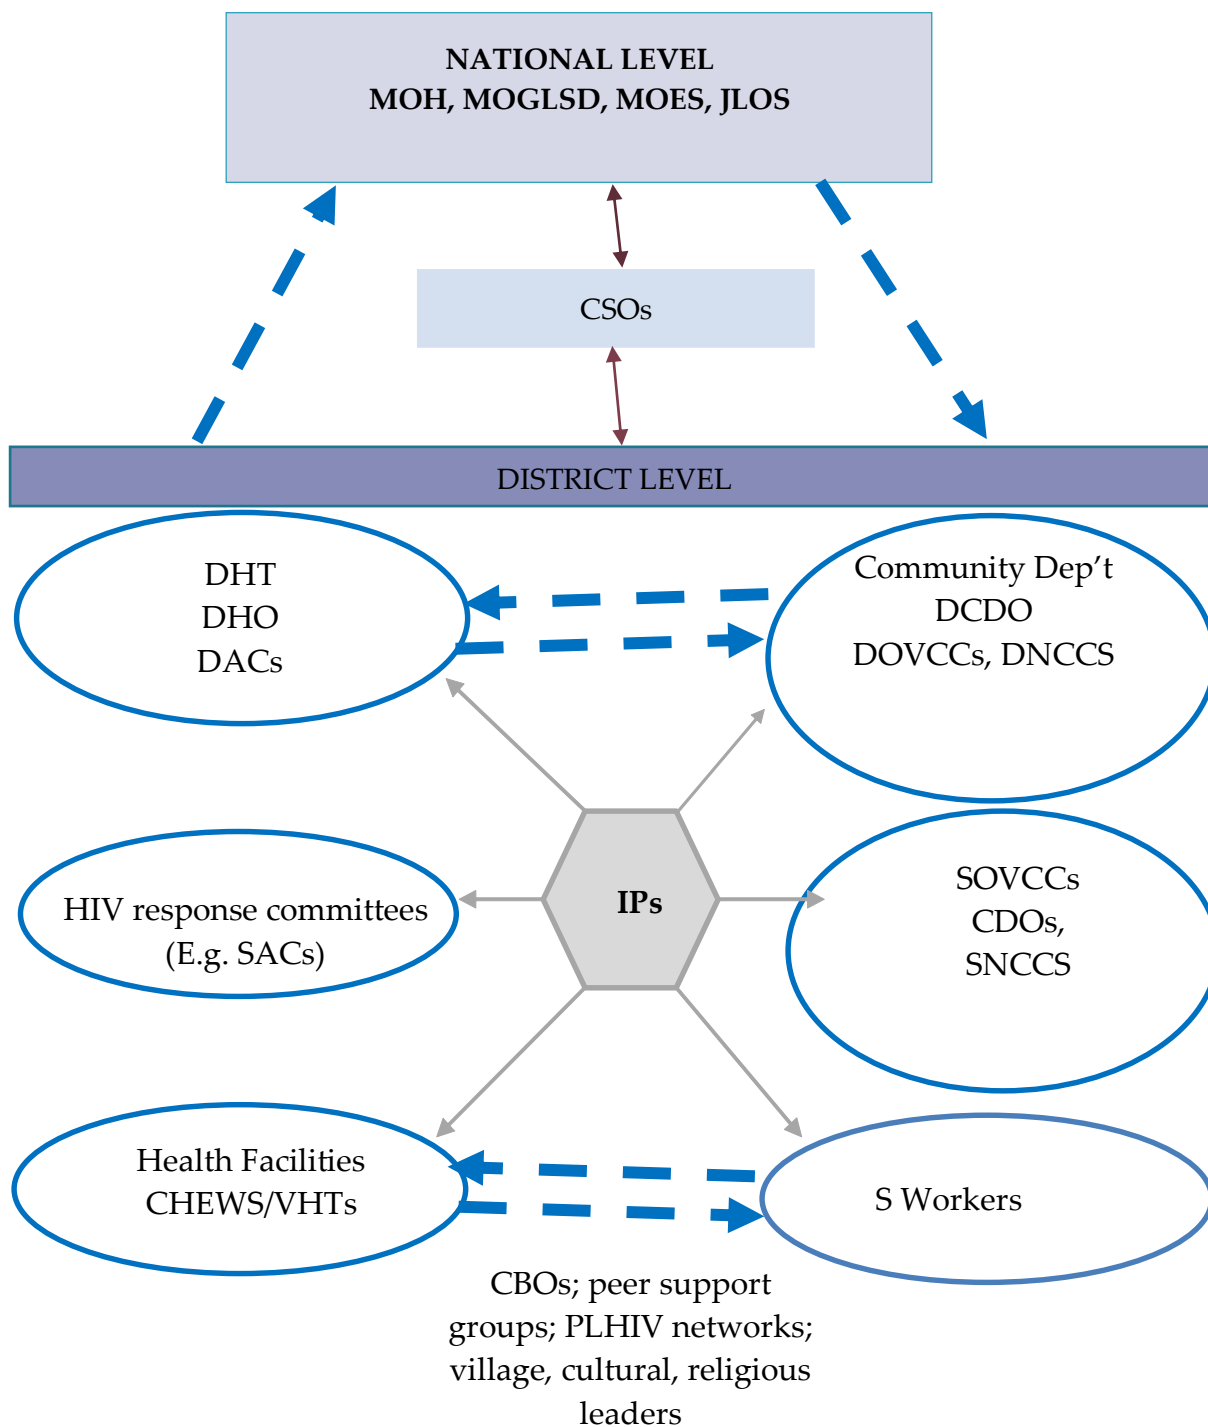 NATIONAL LEVEL
MOH, MOGLSD, MOES, JLOS
CSOs
DISTRICT LEVEL
DHT
DHO
DACs
Community Dep’t
DCDO
DOVCCs, DNCCS
HIV response committees
(E.g. SACs)
IPs
SOVCCs
CDOs,
SNCCS
Health Facilities
CHEWS/VHTs
S Workers
CBOs; peer support
groups; PLHIV networks;
village, cultural, religious
leaders